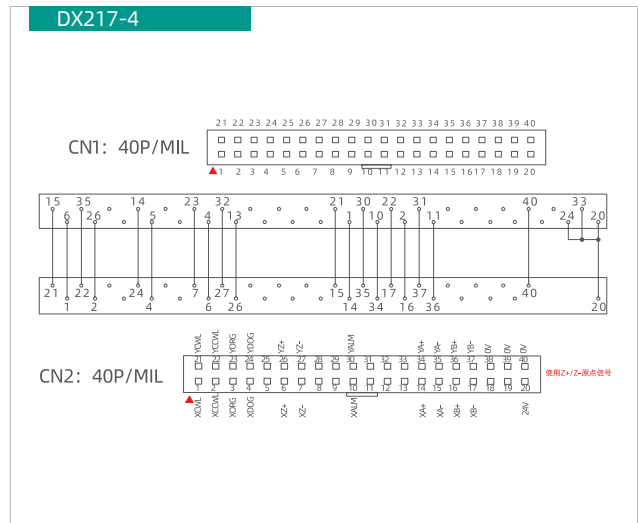 DX217-4
21 22 23 24 25 26 27 28 29 30 31 32 33 34 35 36 37 38 39 40
CN1: 40P/MIL
1 2 3 4 5 6 7 8 9 10 11 12 13 14 15 16 17 18 19 20
15 35 14 23 32 21 30 22 31 40 33
6 26 5 4 13 1 10 2 11 24 20
21 22 24 7 27 15 35 17 37 40
1 2 4 6 26 14 34 16 36 20
YCWL YCCWL YORG YDOG YZ+ YZ- YALM YA+ YA- YB+ YB- 0V 0V 0V
21 22 23 24 25 26 27 28 29 30 31 32 33 34 35 36 37 38 39 40
CN2: 40P/MIL
使用Z+/Z-原点信号
1 2 3 4 5 6 7 8 9 10 11 12 13 14 15 16 17 18 19 20
XCWL XCCWL XORG XDOG XZ+ XZ- XALM XA+ XA- XB+ XB- 24V